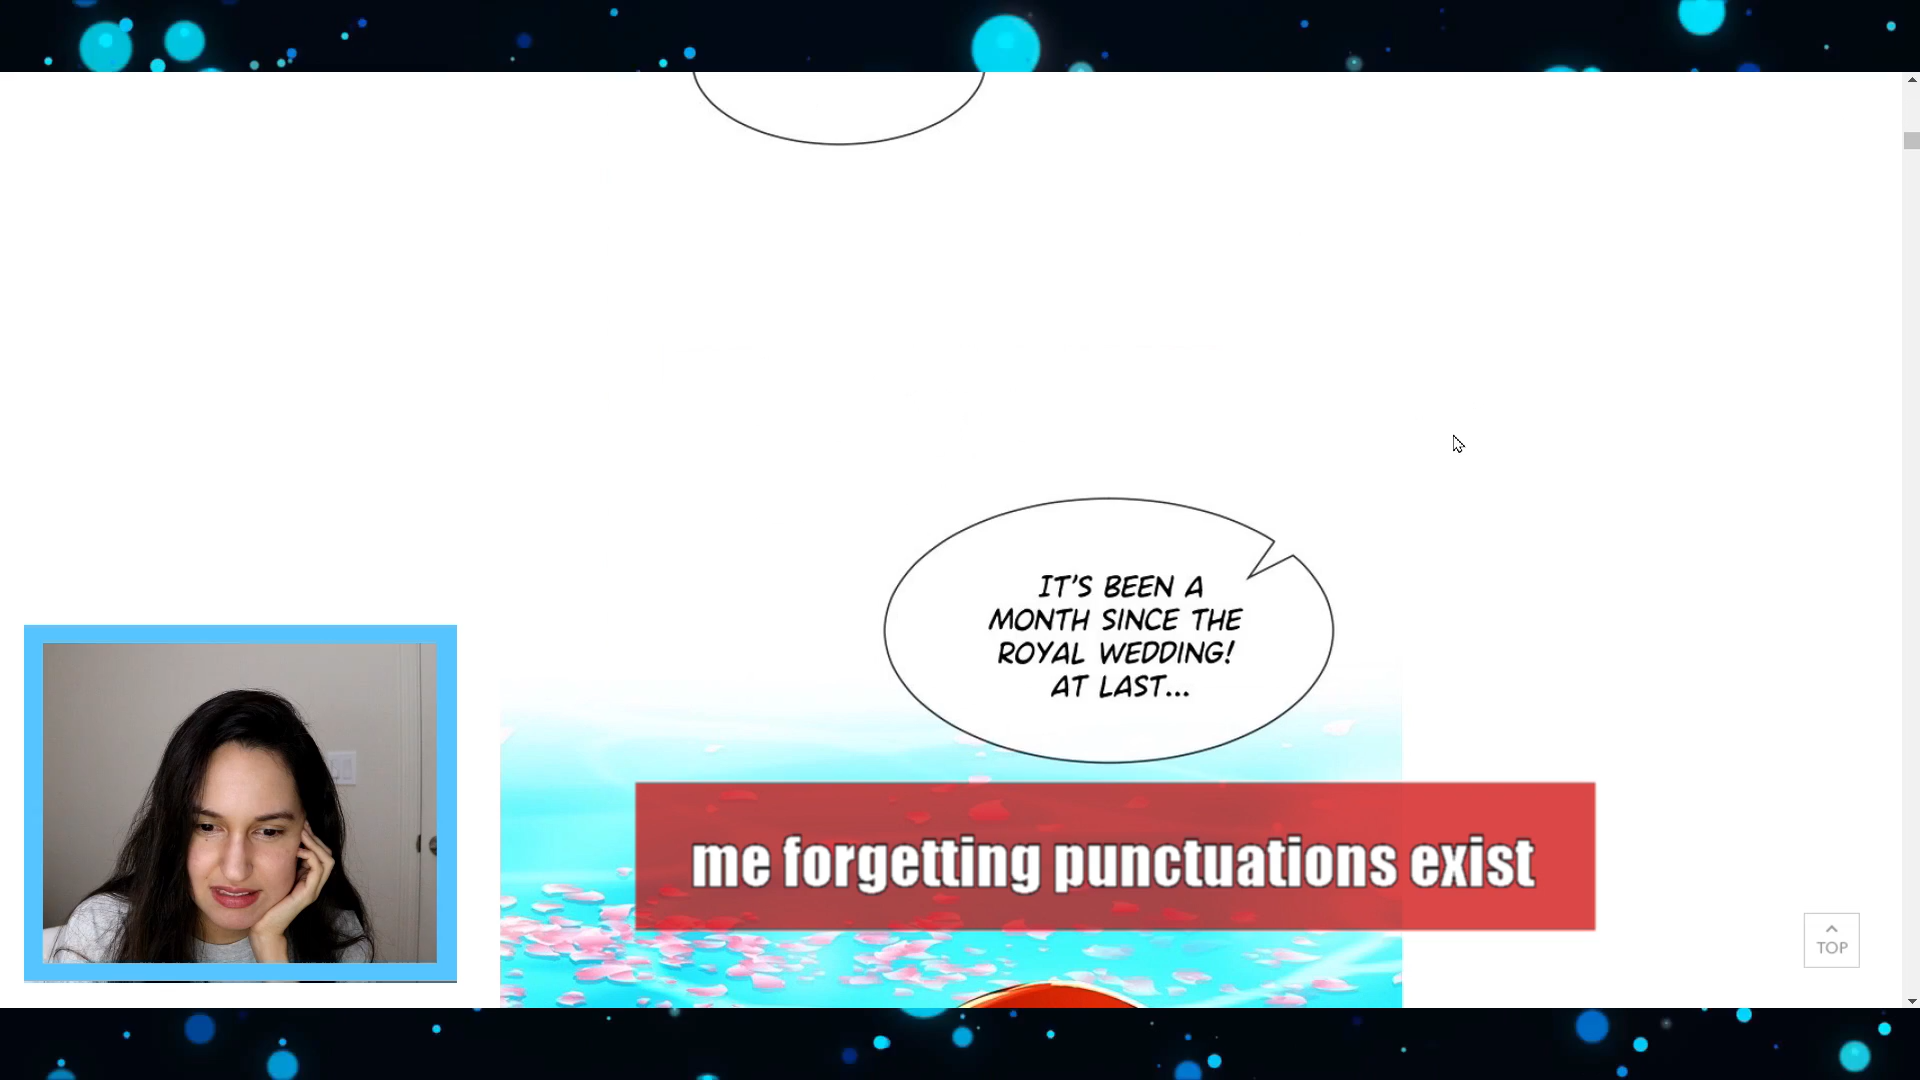 IT'S BEEN A
MONTH SINCE THE
ROYAL WEDDING!
AT LAST...
me forgetting punctuations exist
TOP